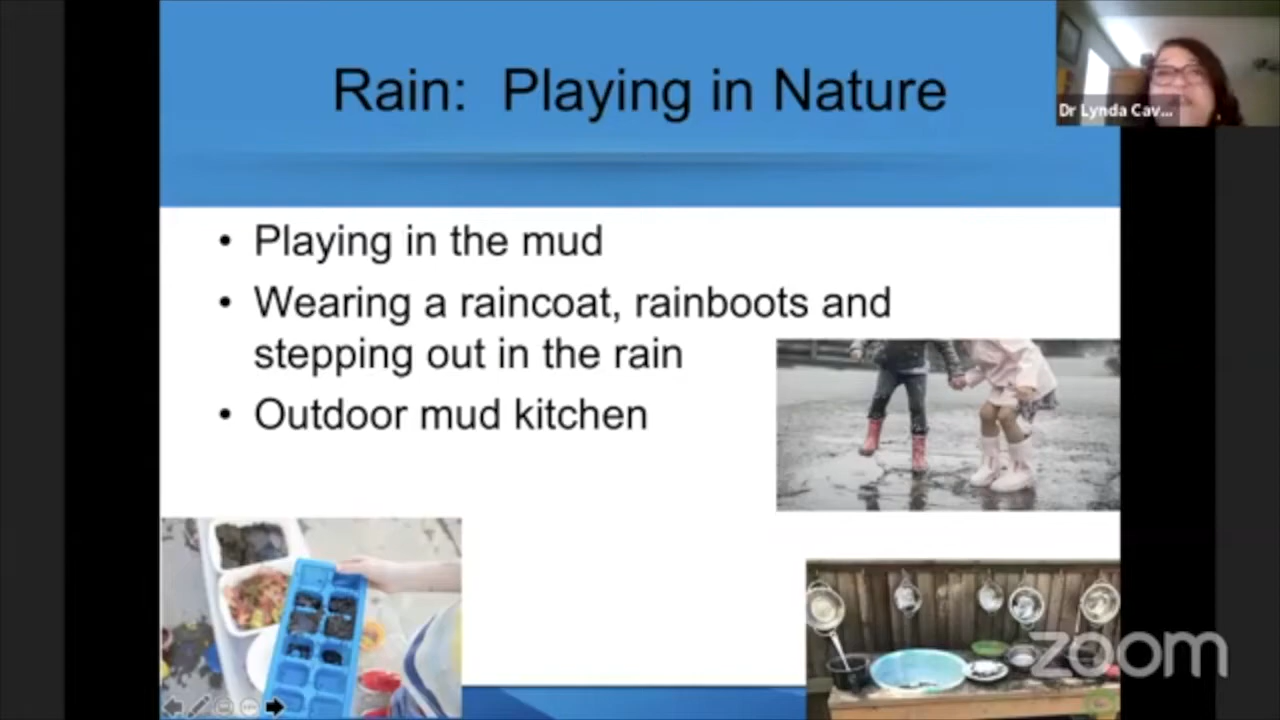 Rain: Playing in Nature
Dr Lynda Cav...
• Playing in the mud
• Wearing a raincoat, rainboots and
stepping out in the rain
• Outdoor mud kitchen
zoom